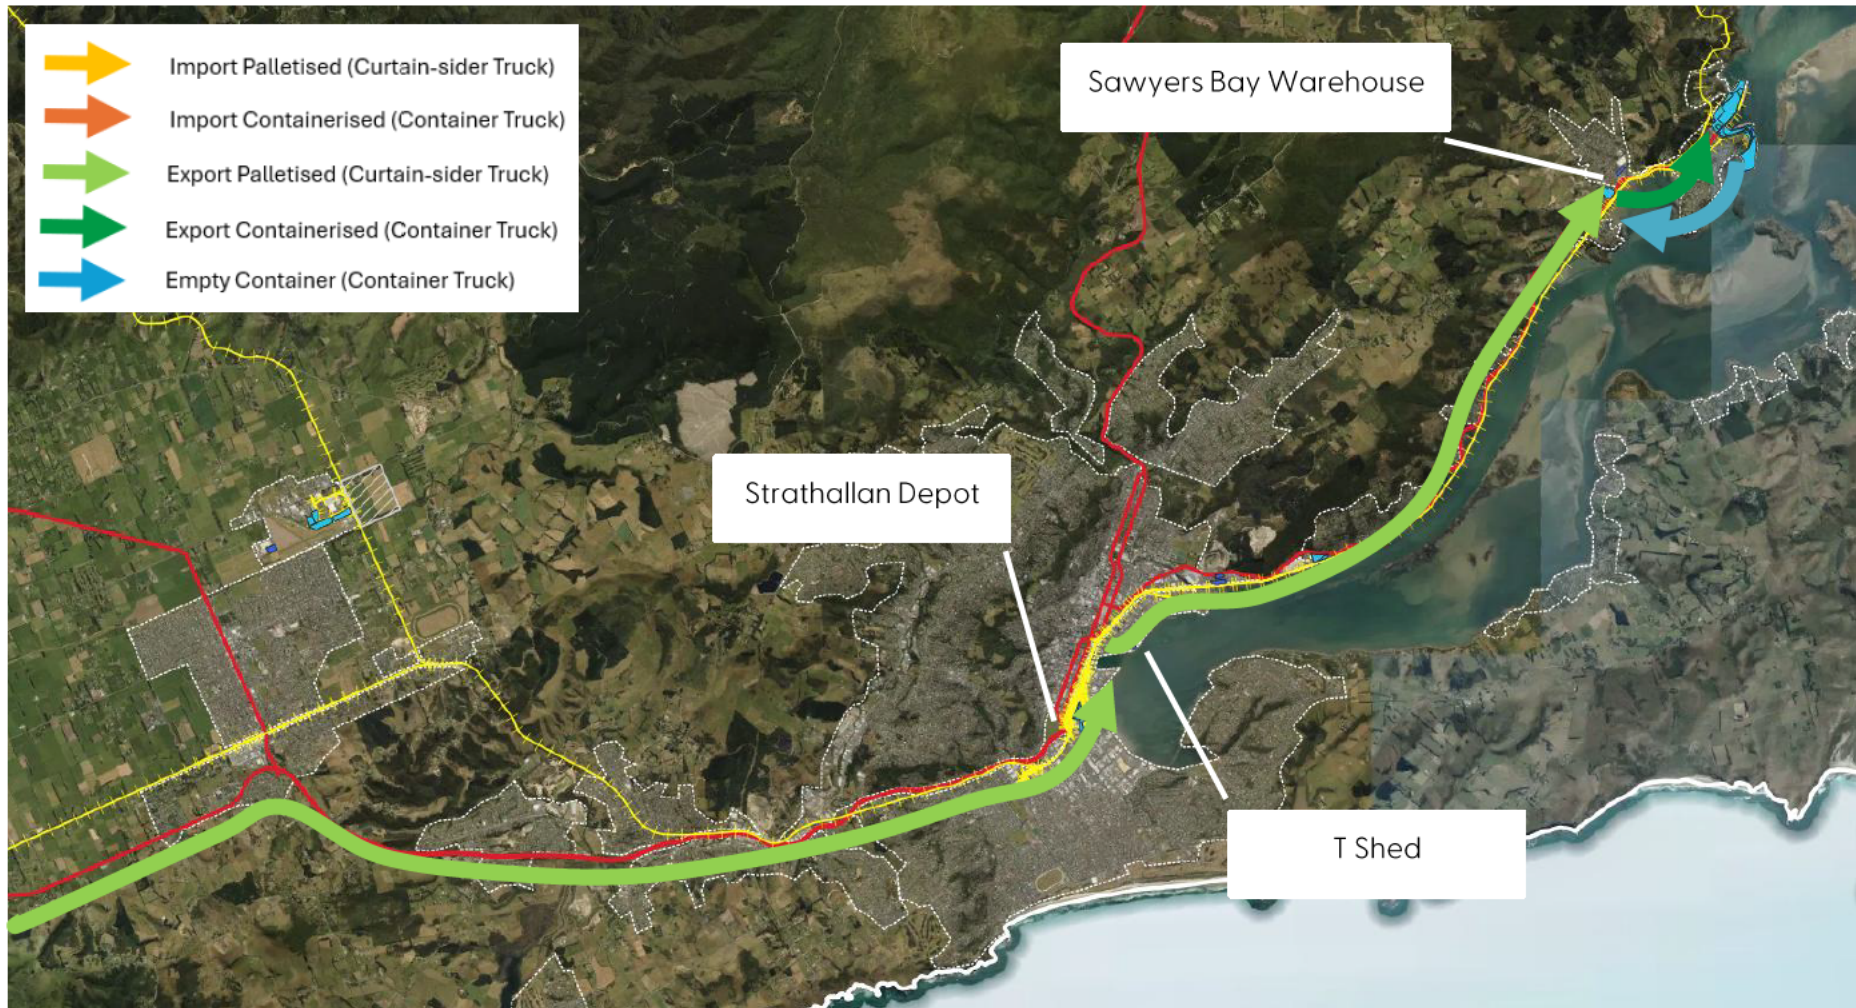 Import Palletised (Curtain-sider Truck)
Import Containerised (Container Truck)
Export Palletised (Curtain-sider Truck)
Export Containerised (Container Truck)
Empty Container (Container Truck)
Sawyers Bay Warehouse
Strathallan Depot
T Shed